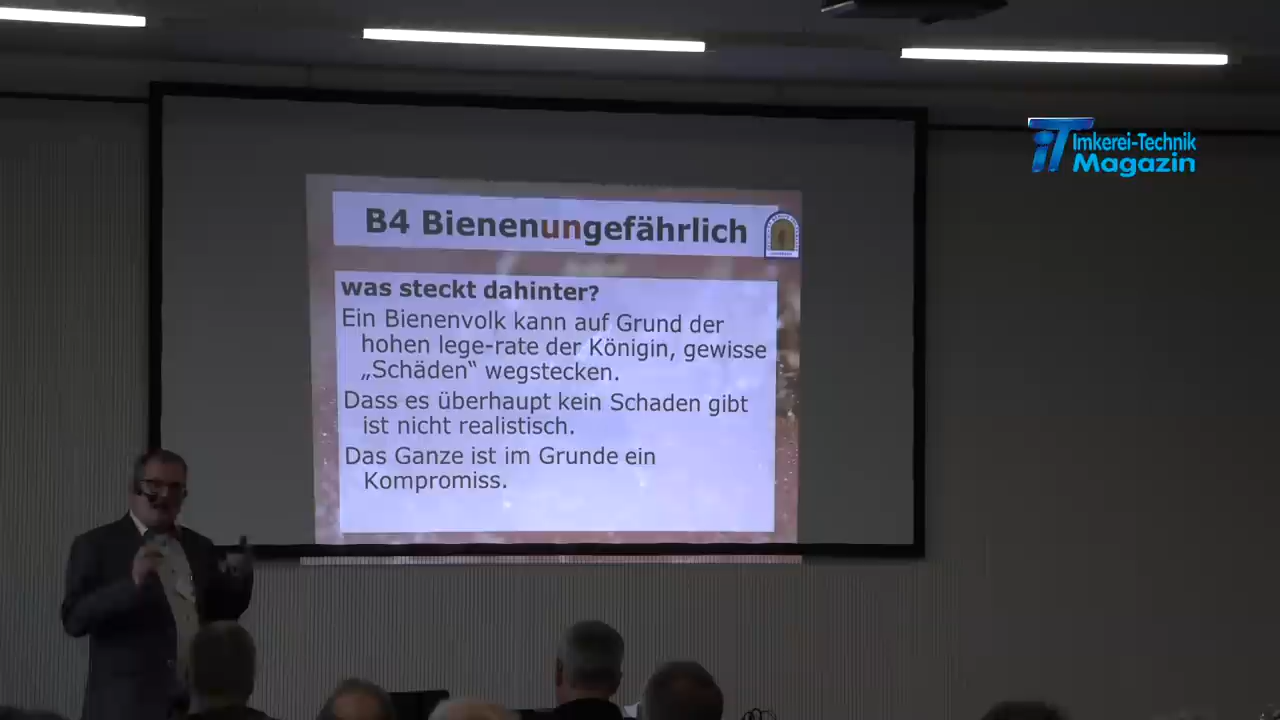 iT Imkerei-Technik
Magazin
B4 Bienenungefährlich
was steckt dahinter?
Ein Bienenvolk kann auf Grund der
hohen lege-rate der Königin, gewisse
„Schäden“ wegstecken.
Dass es überhaupt kein Schaden gibt
ist nicht realistisch.
Das Ganze ist im Grunde ein
Kompromiss.